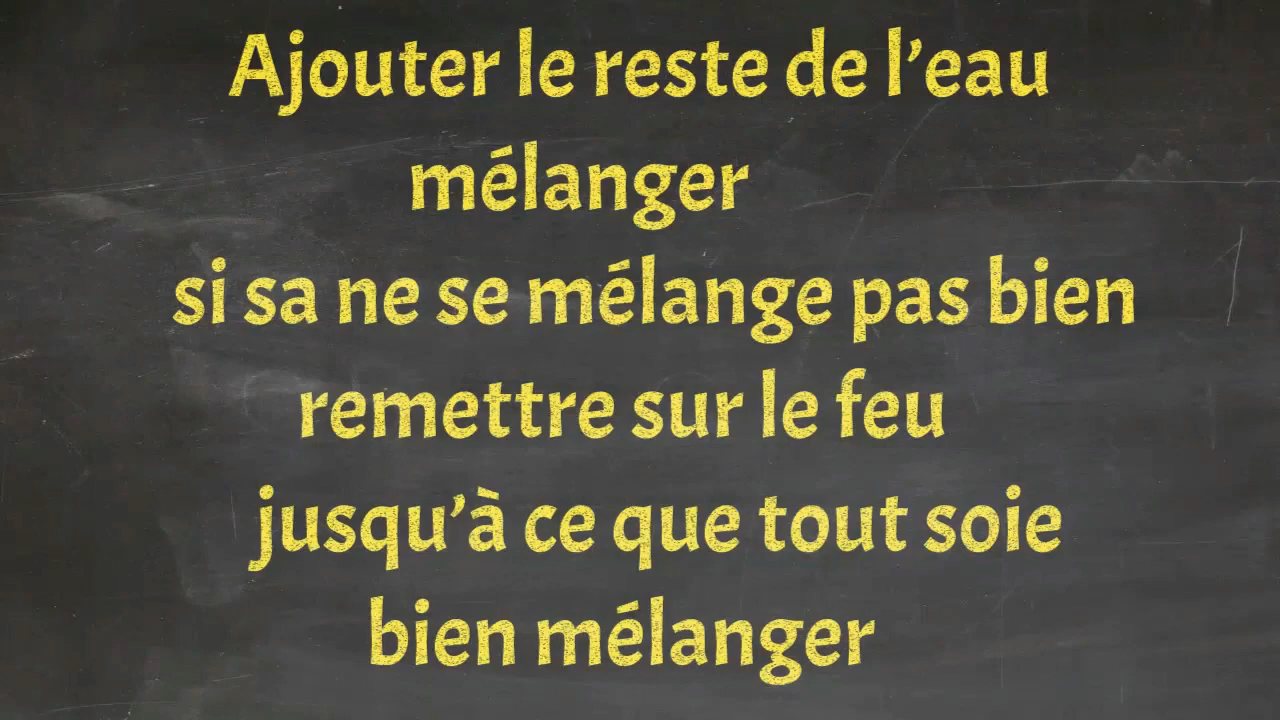 Ajouter le reste de l’eau
mélanger
si sa ne se mélange pas bien
remettre sur le feu
jusqu’à ce que tout soie
bien mélanger